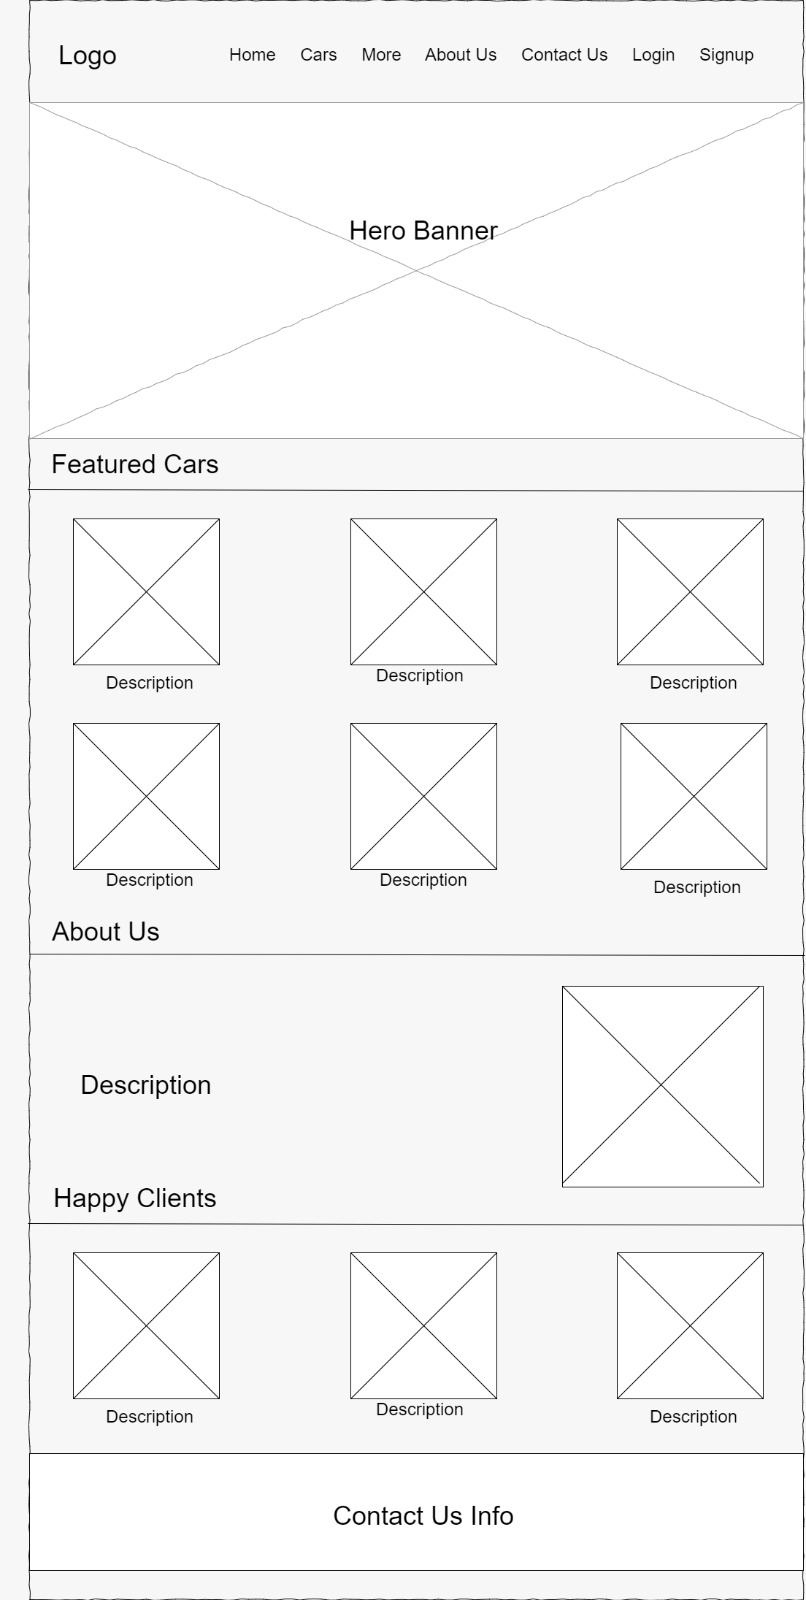 Logo
Home Cars More About Us Contact Us Login Signup
Hero Banner
Featured Cars
Description Description Description
Description Description Description
About Us
Description
Happy Clients
Description Description Description
Contact Us Info